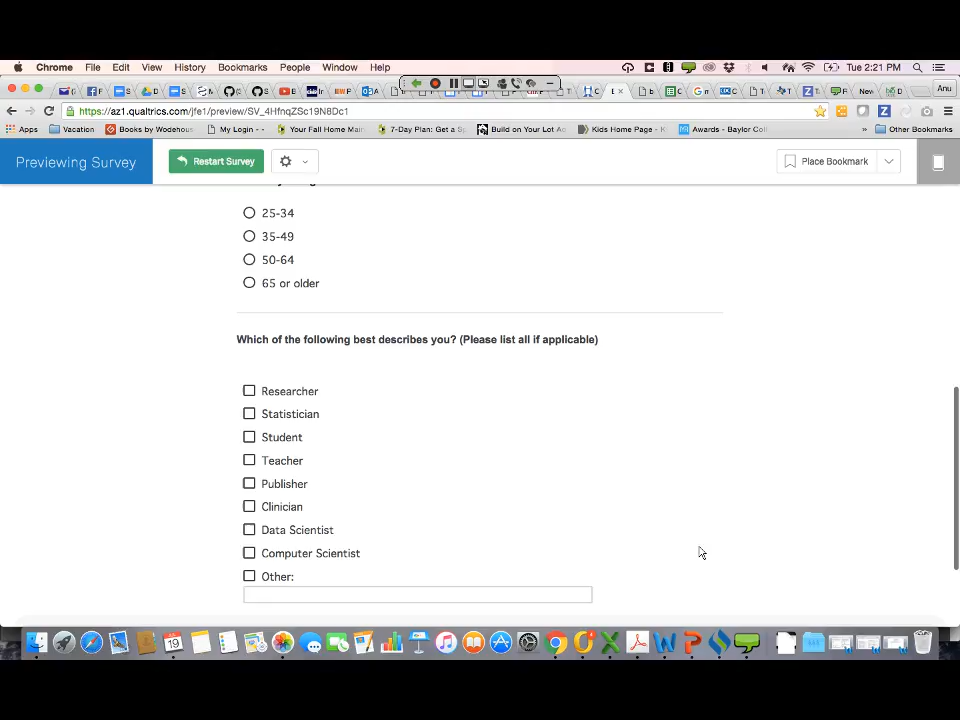 Chrome File Edit View History Bookmarks People Window Help Tue 2:21 PM
Anu
https://az1.qualtrics.com/jfe1/preview/SV_4HfnqZSc19N8Dc1
Apps Vacation Books by Wodehous My Login - - Your Fall Home Main 7-Day Plan: Get a Sp Build on Your Lot Ad Kids Home Page - K Awards - Baylor Coll » Other Bookmarks
Previewing Survey Restart Survey Place Bookmark
25-34
35-49
50-64
65 or older
Which of the following best describes you? (Please list all if applicable)
Researcher
Statistician
Student
Teacher
Publisher
Clinician
Data Scientist
Computer Scientist
Other: